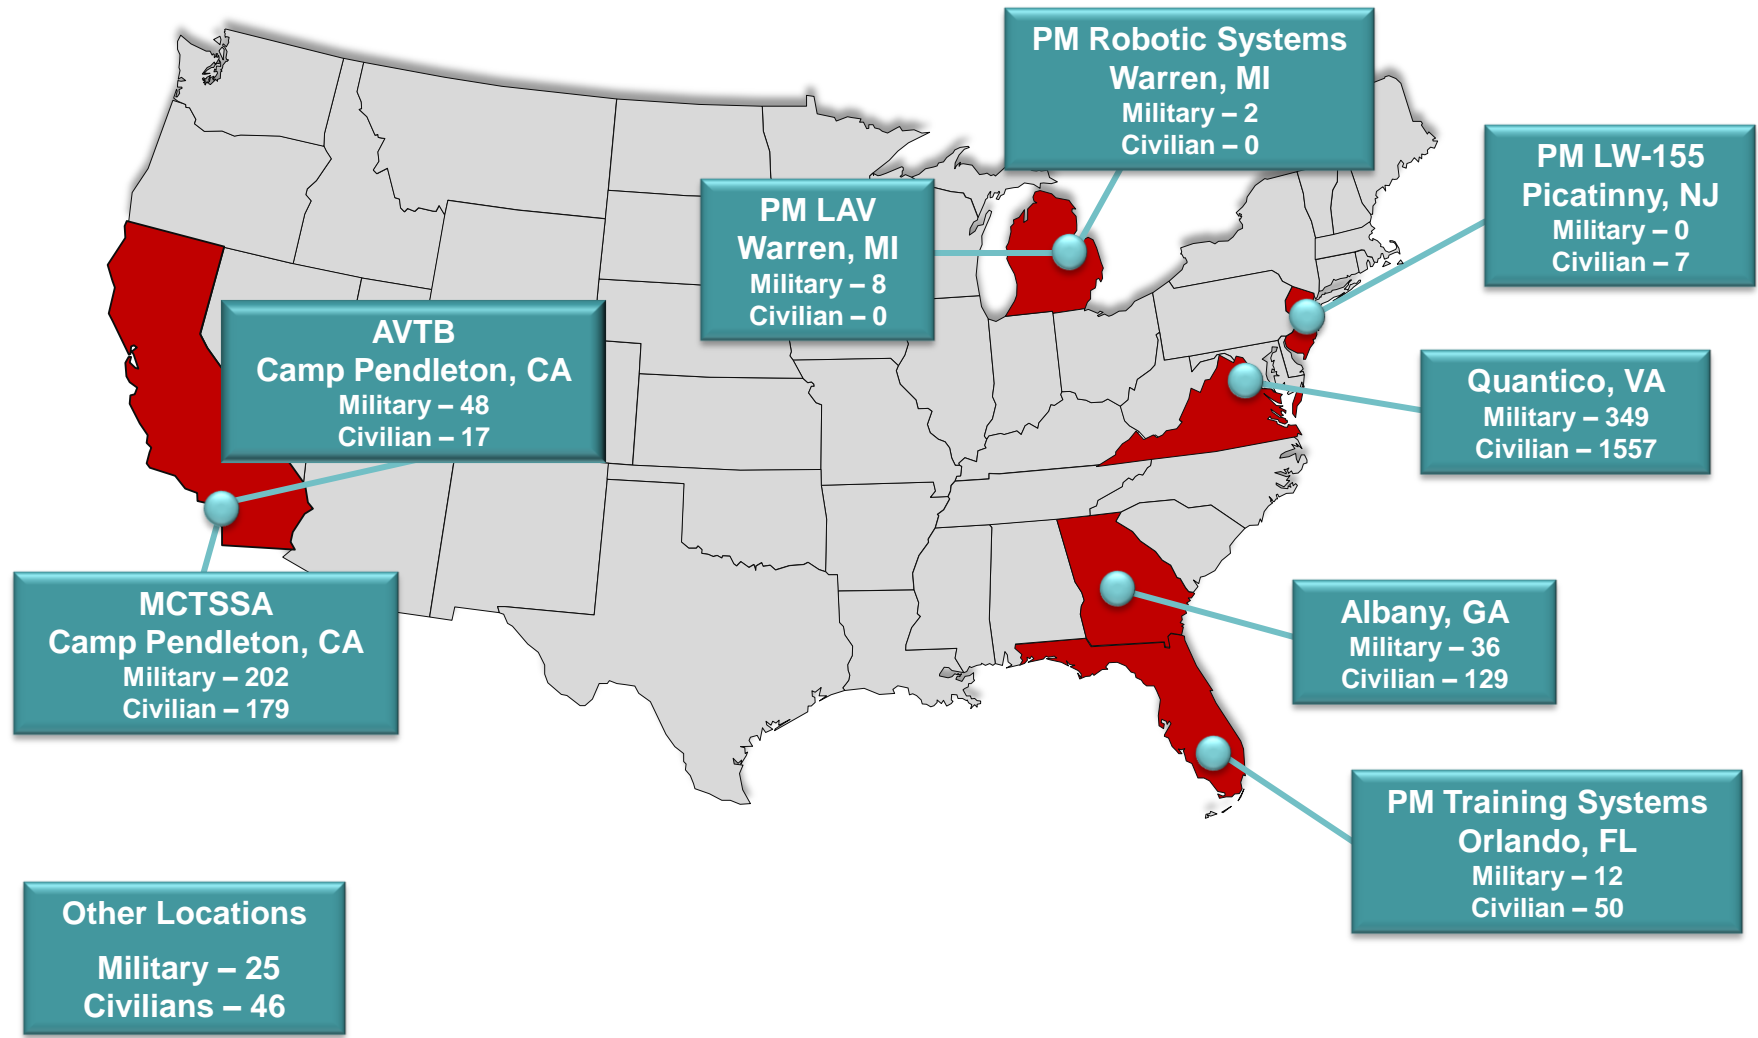 PM Robotic Systems
Warren, MI
Military – 2
Civilian – 0
PM LW-155
Picatinny, NJ
Military – 0
Civilian – 7
PM LAV
Warren, MI
Military – 8
Civilian – 0
AVTB
Camp Pendleton, CA
Military – 48
Civilian – 17
Quantico, VA
Military – 349
Civilian – 1557
MCTSSA
Camp Pendleton, CA
Military – 202
Civilian – 179
Albany, GA
Military – 36
Civilian – 129
PM Training Systems
Orlando, FL
Military – 12
Civilian – 50
Other Locations
Military – 25
Civilians – 46